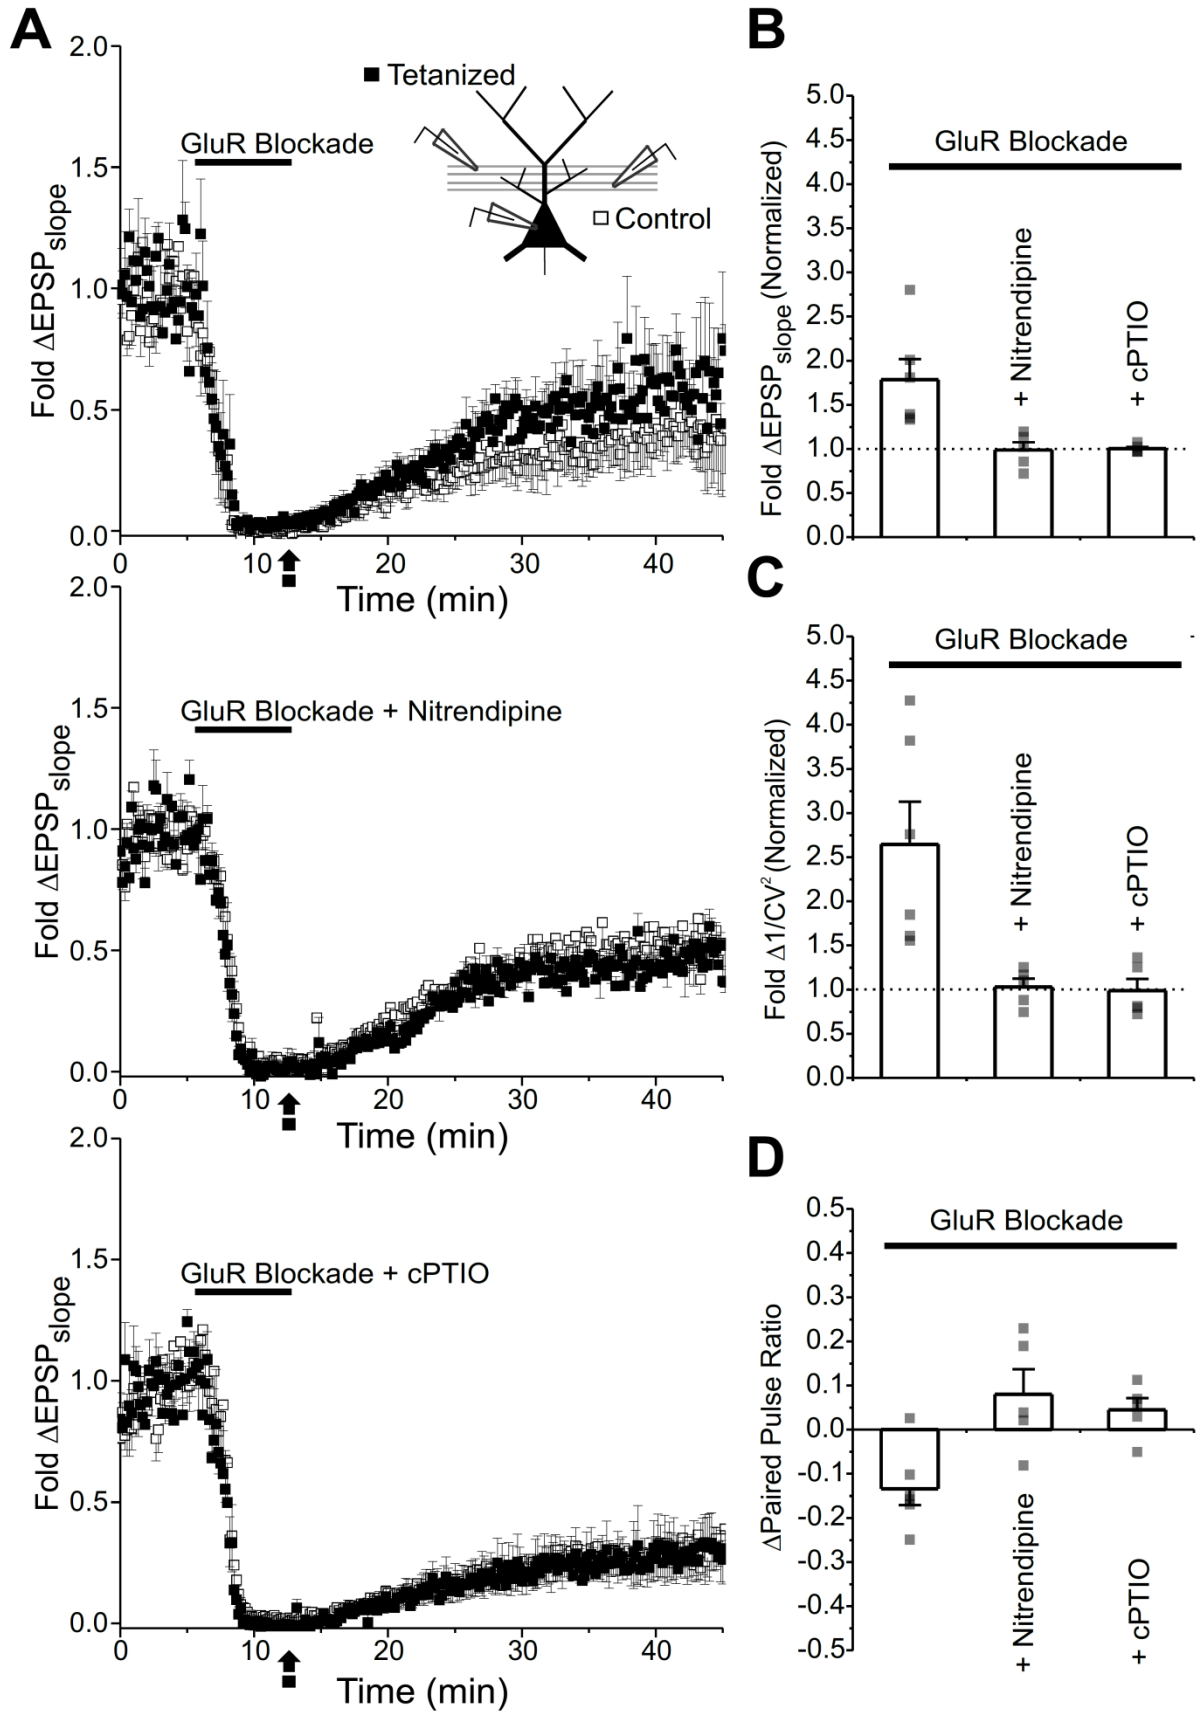 A
2.0
1.5
1.0
0.5
0.0
Fold ΔEPSPslope
Tetanized
GluR Blockade
Control
0 10 20 30 40
Time (min)
2.0
1.5
1.0
0.5
0.0
Fold ΔEPSPslope
GluR Blockade + Nitrendipine
0 10 20 30 40
Time (min)
2.0
1.5
1.0
0.5
0.0
Fold ΔEPSPslope
GluR Blockade + cPTIO
0 10 20 30 40
Time (min)
B
5.0
4.5
4.0
3.5
3.0
2.5
2.0
1.5
1.0
0.5
0.0
Fold ΔEPSPslope(Normalized)
GluR Blockade
+ Nitrendipine
+ cPTIO
C
5.0
4.5
4.0
3.5
3.0
2.5
2.0
1.5
1.0
0.5
0.0
Fold Δ1/CV² (Normalized)
GluR Blockade
+ Nitrendipine
+ cPTIO
D
0.5
0.4
0.3
0.2
0.1
0.0
-0.1
-0.2
-0.3
-0.4
-0.5
ΔPaired Pulse Ratio
GluR Blockade
+ Nitrendipine
+ cPTIO